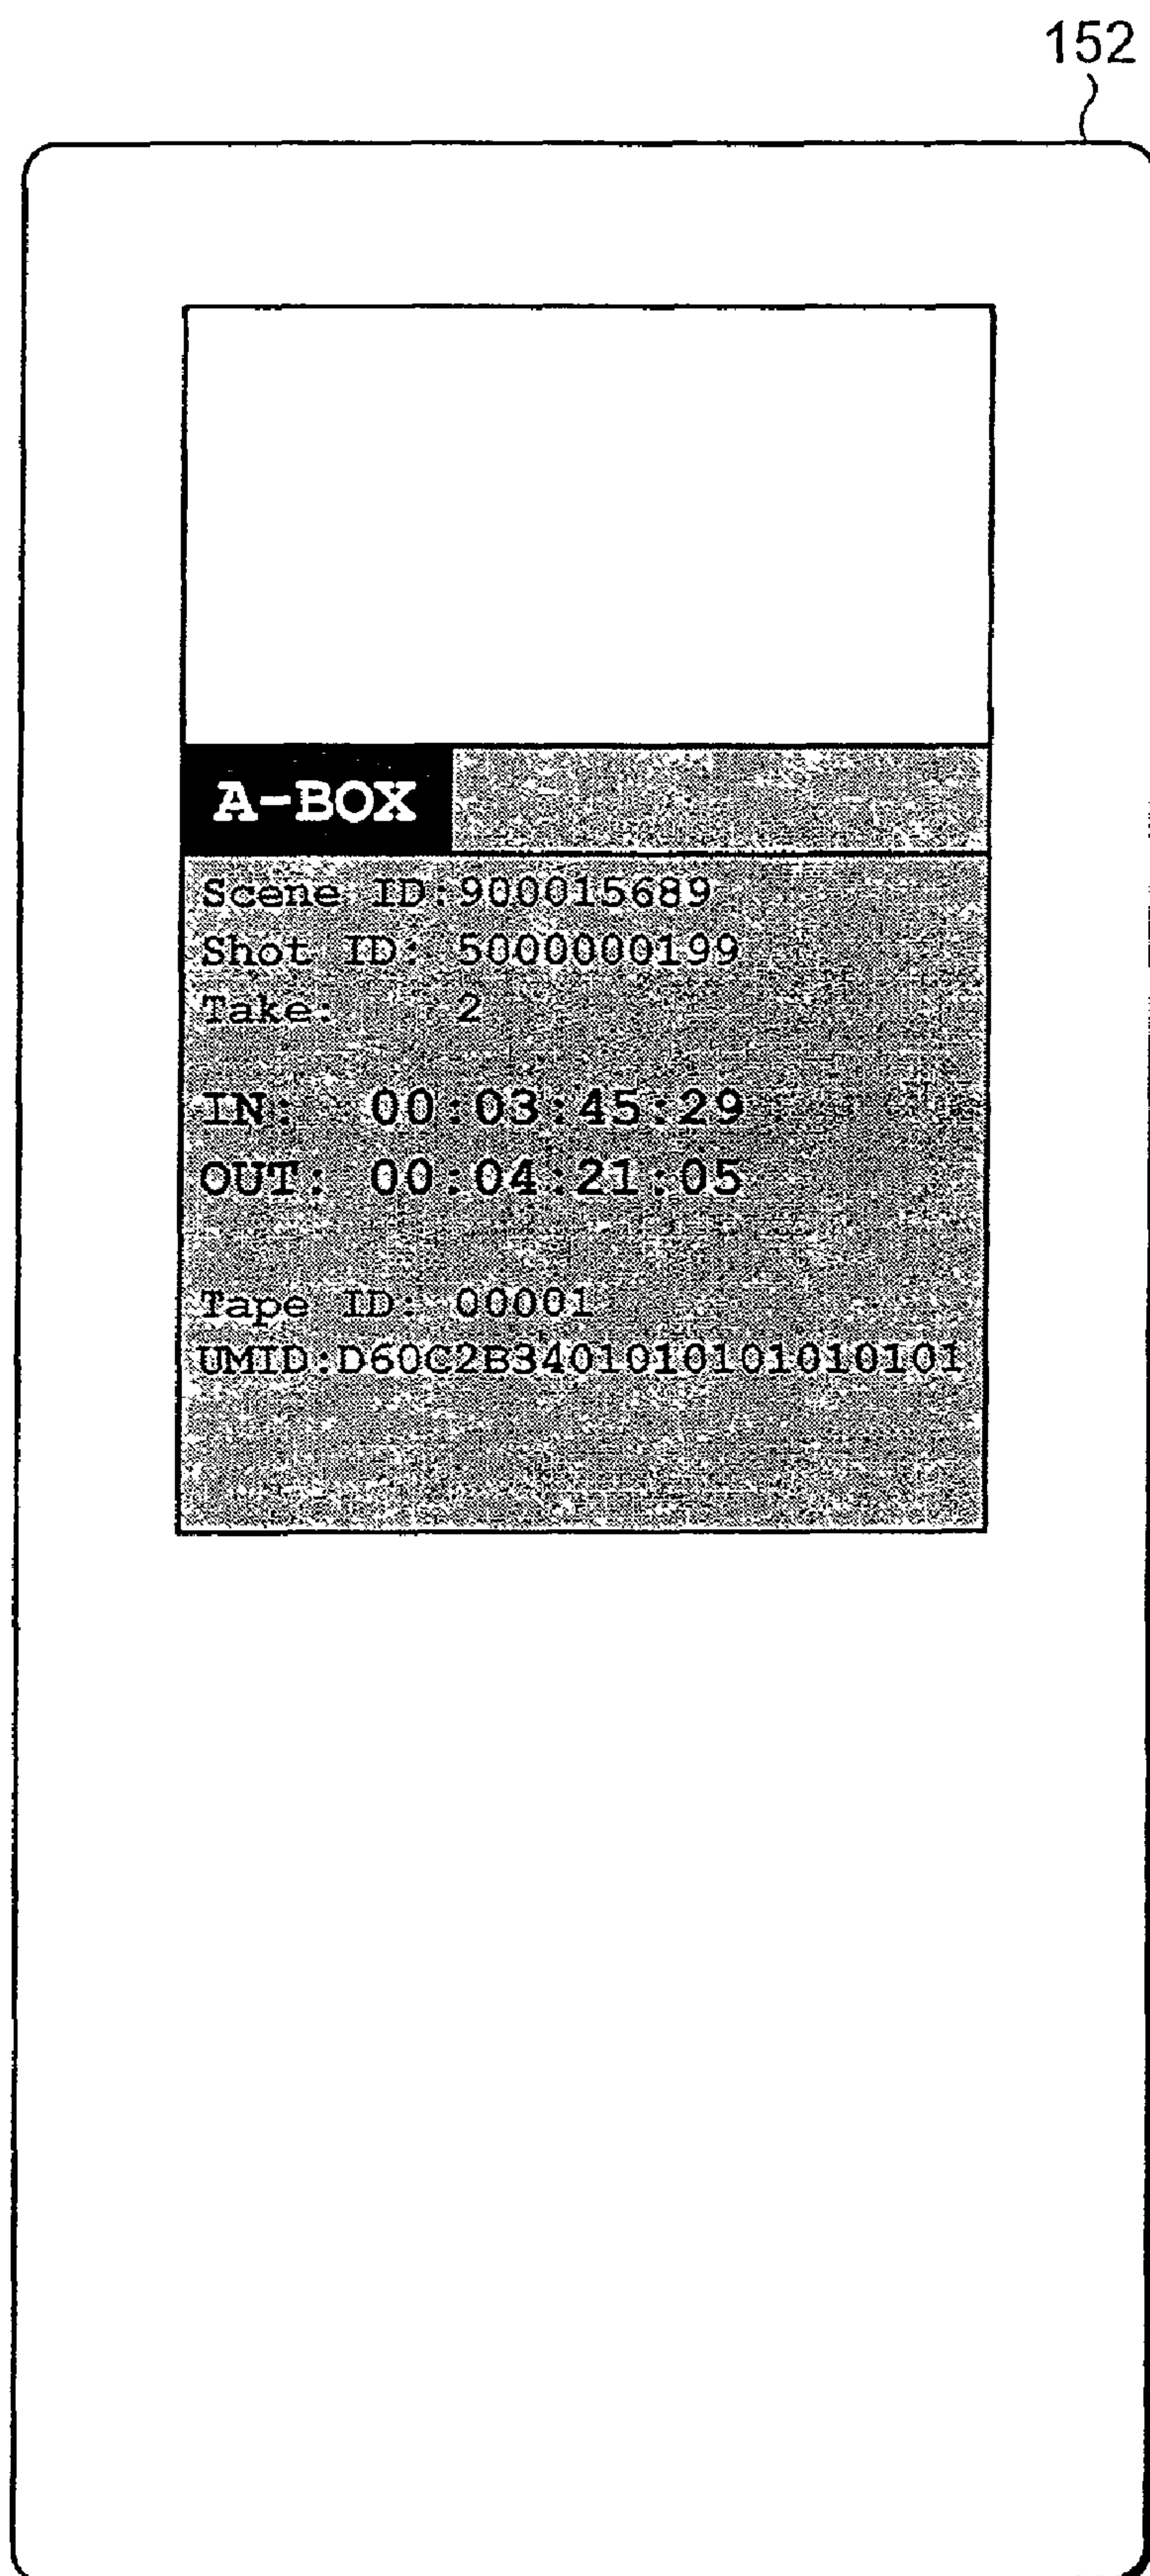 152
A-BOX
Scene ID:900015689
Shot ID: 5000000199
Take: 2
IN: 00:03:45:29
OUT: 00:04:21:05
Tape ID: 00001
UMID:D60C2B3401010101010101